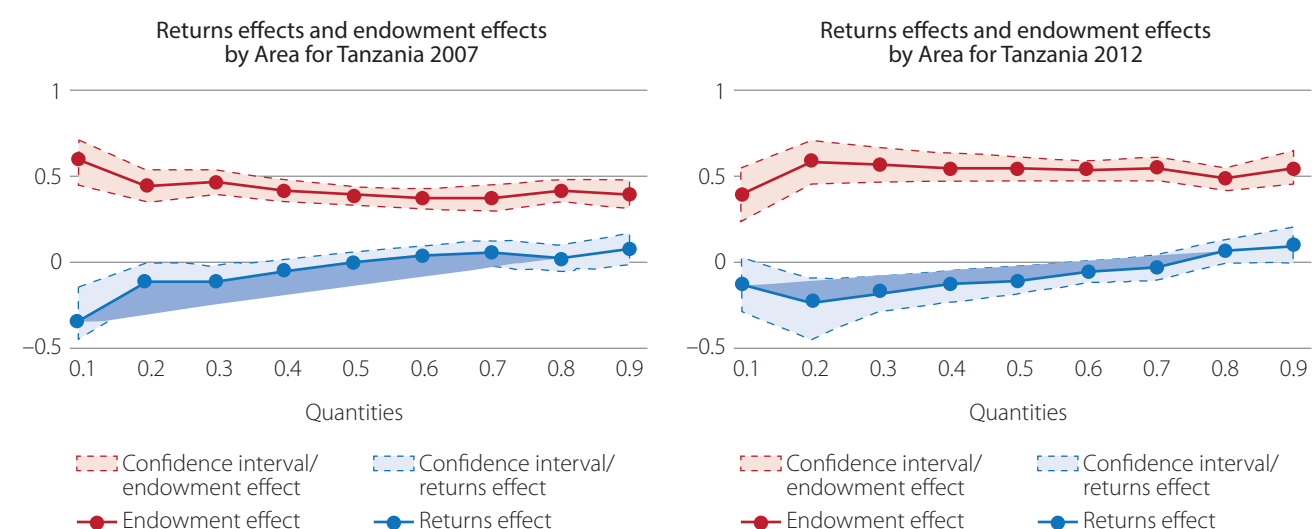 Returns effects and endowment effects
by Area for Tanzania 2007
1
0.5
0
–0.5
0.1 0.2 0.3 0.4 0.5 0.6 0.7 0.8 0.9
Quantities
Confidence interval/
endowment effect
Confidence interval/
returns effect
Endowment effect
Returns effect
Returns effects and endowment effects
by Area for Tanzania 2012
1
0.5
0
–0.5
0.1 0.2 0.3 0.4 0.5 0.6 0.7 0.8 0.9
Quantities
Confidence interval/
endowment effect
Confidence interval/
returns effect
Endowment effect
Returns effect